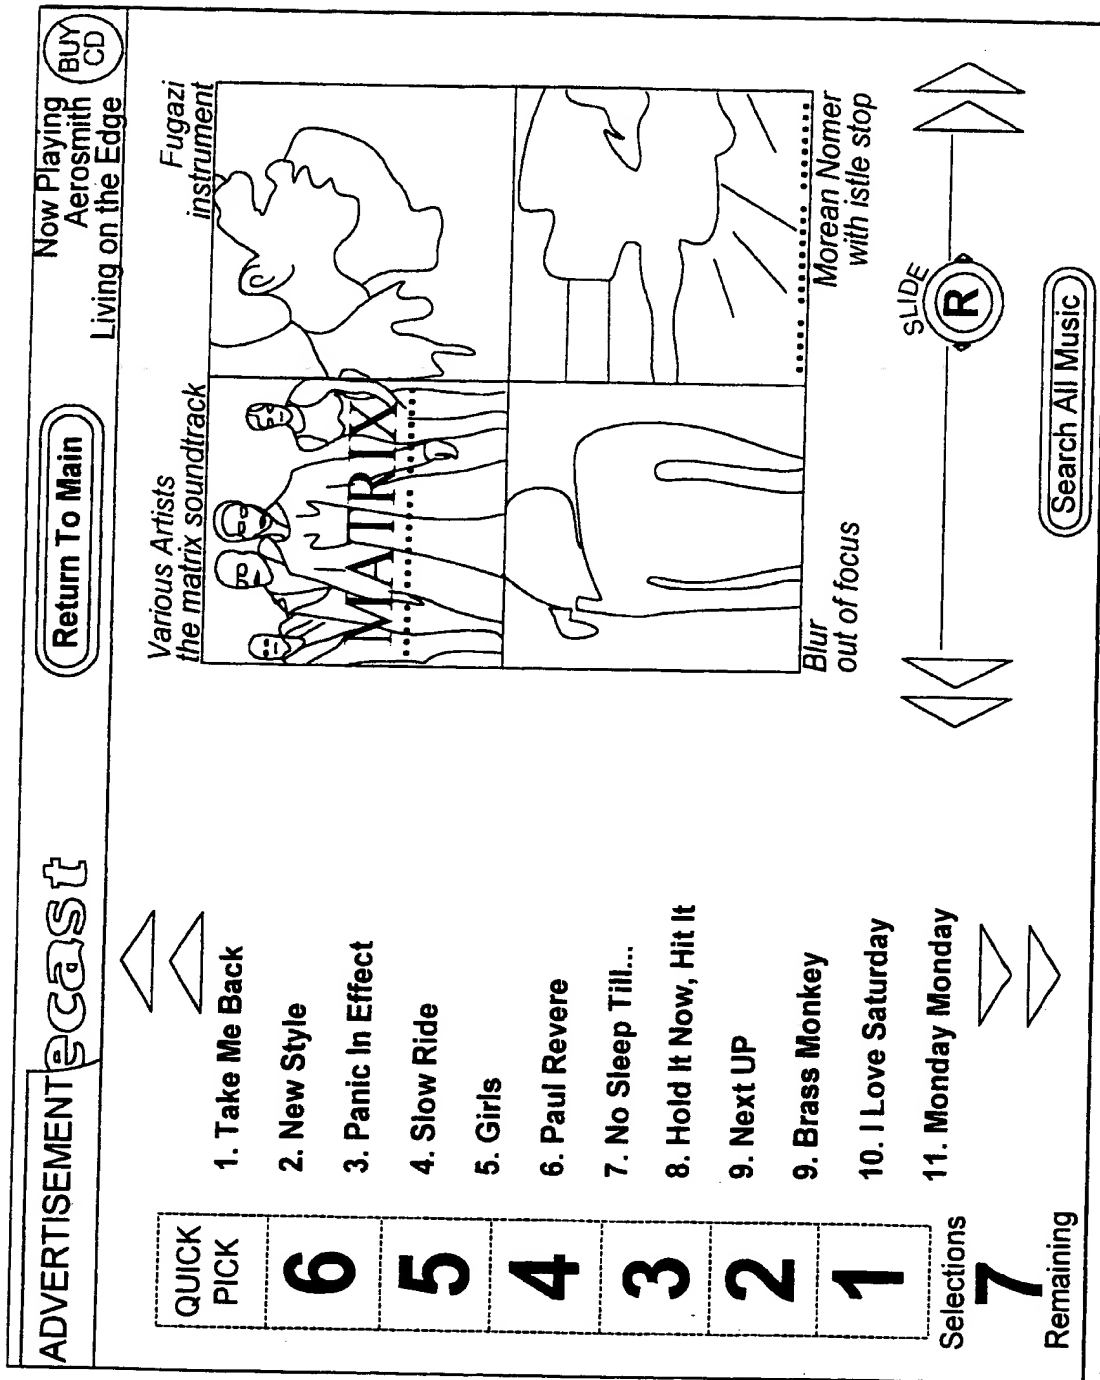 ADVERTISEMENT
ecast
Return To Main
Now Playing
Aerosmith
Living on the Edge
BUY
CD
QUICK
PICK
6
5
4
3
2
1
Selections
7
Remaining
1. Take Me Back
2. New Style
3. Panic In Effect
4. Slow Ride
5. Girls
6. Paul Revere
7. No Sleep Till...
8. Hold It Now, Hit It
9. Next UP
9. Brass Monkey
10. I Love Saturday
11. Monday Monday
Various Artists
the matrix soundtrack
Fugazi
instrument
MATRIX
Blur
out of focus
Morean Nomer
with istle stop
SLIDE
R
Search All Music